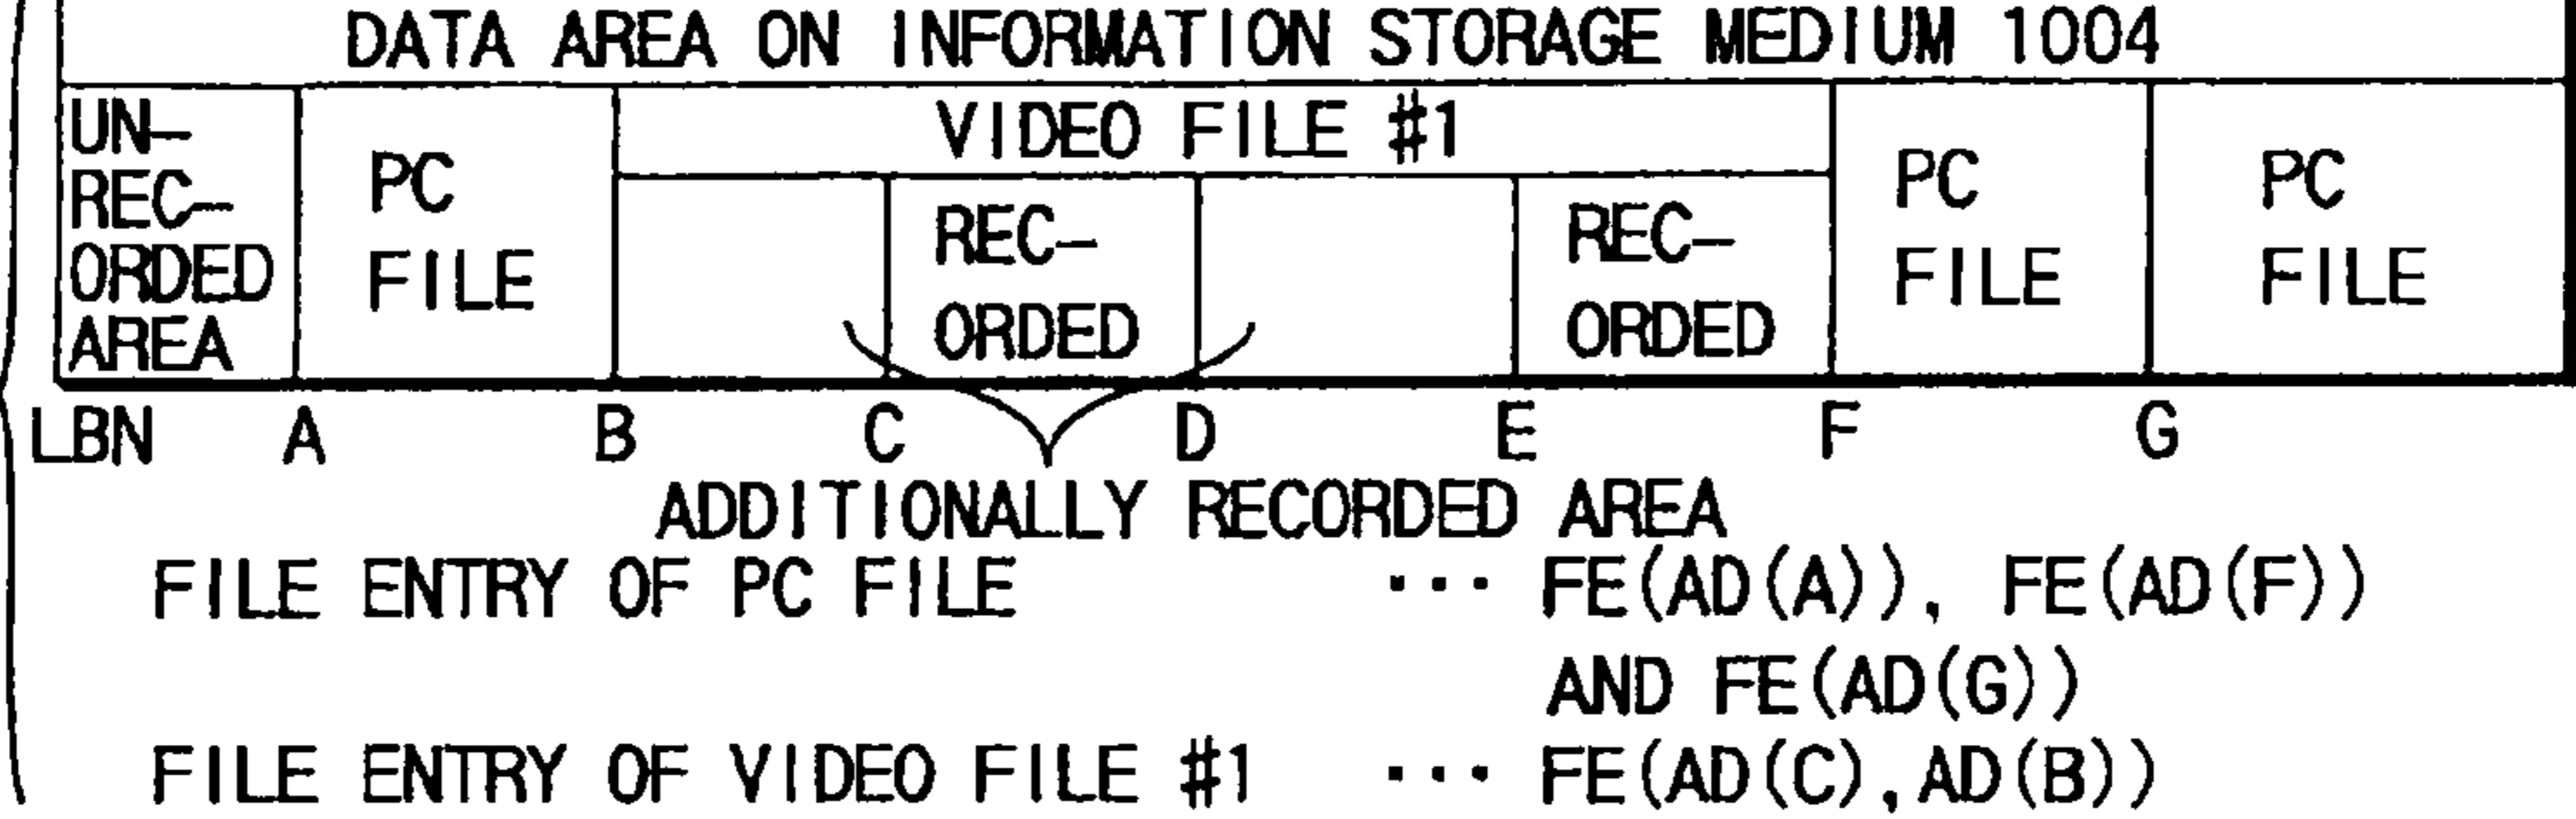 DATA AREA ON INFORMATION STORAGE MEDIUM 1004
UN-
REC-
ORDED
AREA
PC
FILE
VIDEO FILE #1
REC-
ORDED
REC-
ORDED
PC
FILE
PC
FILE
LBN A B C D E F G
ADDITIONALLY RECORDED AREA
FILE ENTRY OF PC FILE ··· FE(AD(A)), FE(AD(F))
AND FE(AD(G))
FILE ENTRY OF VIDEO FILE #1 ··· FE(AD(C),AD(B))